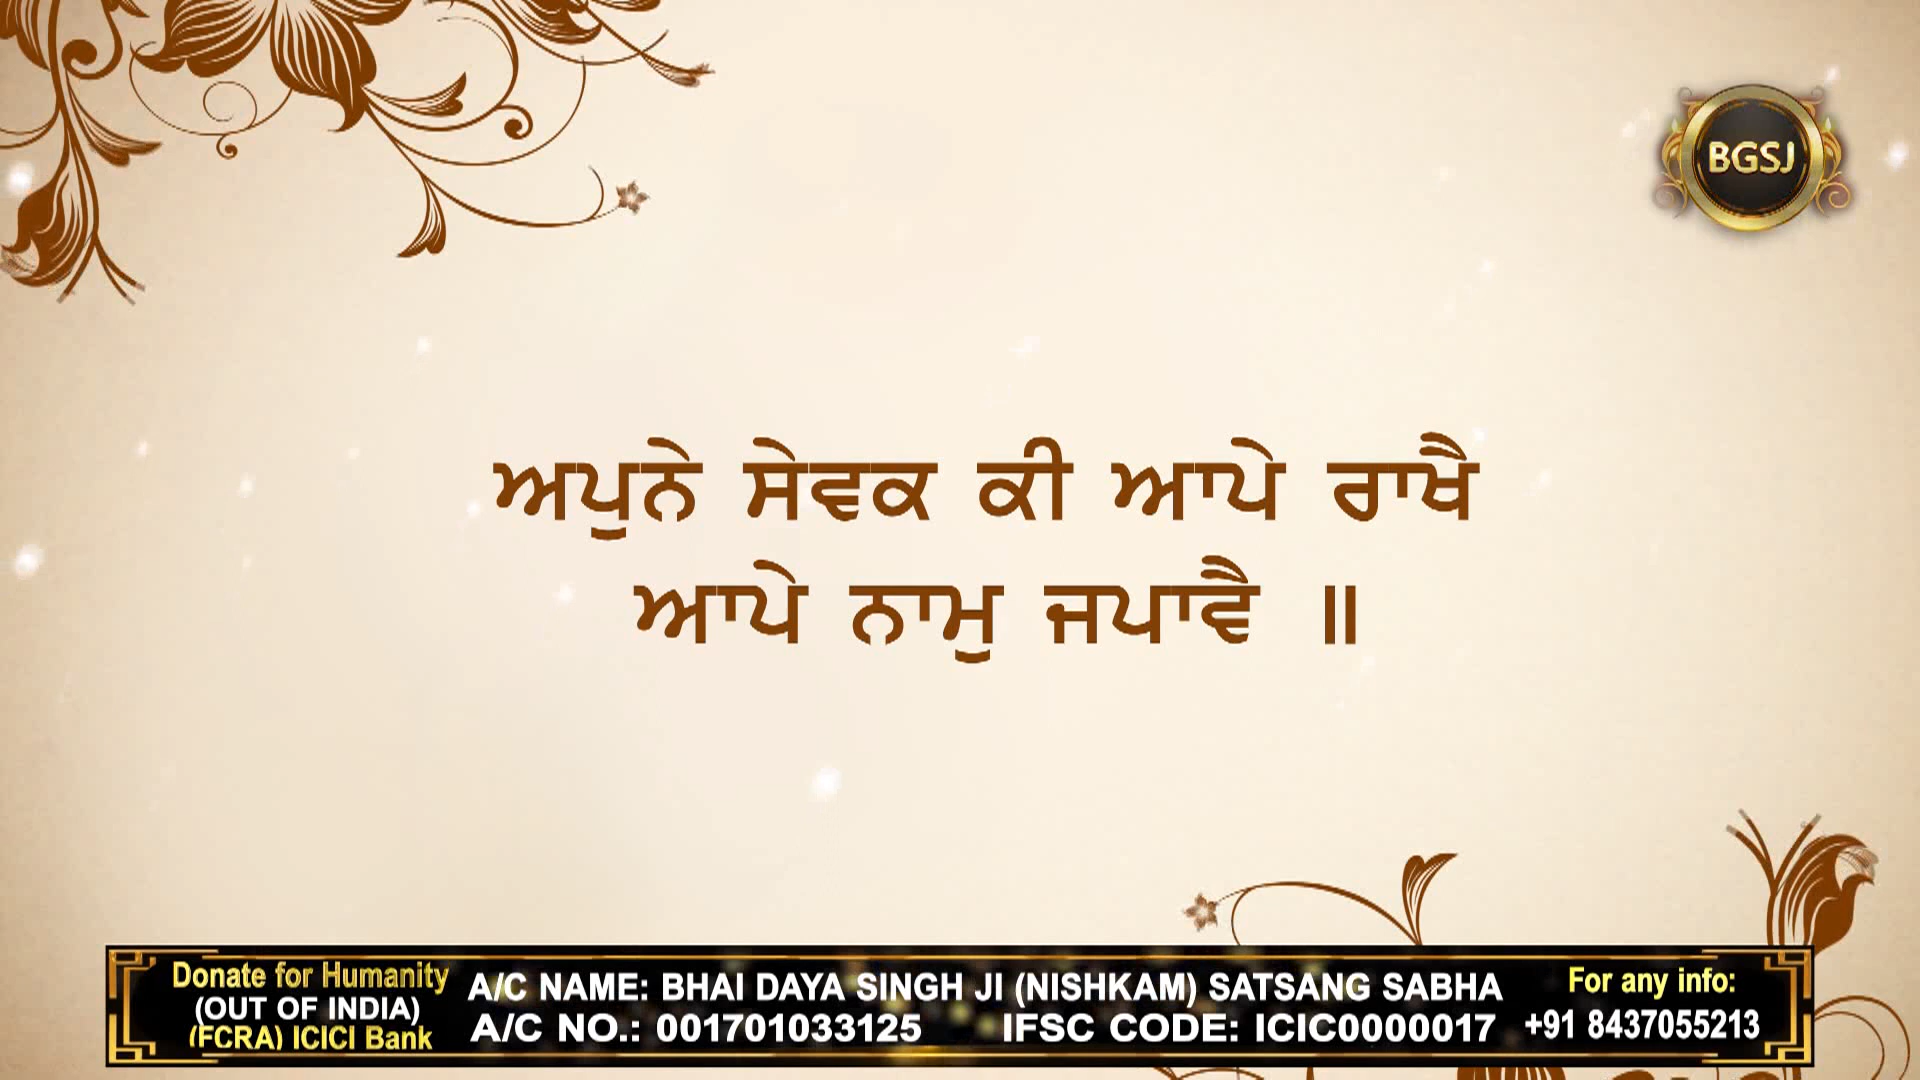 BGSJ
ਅਪੁਨੇ ਸੇਵਕ ਕੀ ਆਪੇ ਰਾਖੈ
ਆਪੇ ਨਾਮੁ ਜਪਾਵੈ ॥
Donate for Humanity
(OUT OF INDIA)
(FCRA) ICICI Bank
A/C NAME: BHAI DAYA SINGH JI (NISHKAM) SATSANG SABHA
A/C NO.: 001701033125 IFSC CODE: ICIC0000017
For any info:
+91 8437055213